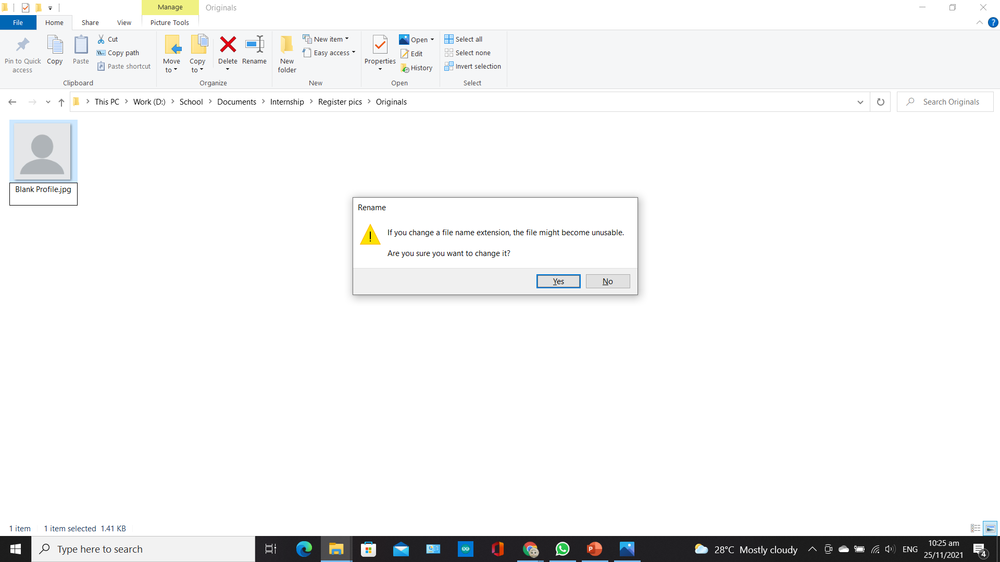 Manage
Originals
File
Home
Share
View
Picture Tools
Pin to Quick access
Copy
Paste
Cut
Copy path
Paste shortcut
Clipboard
Move to
Copy to
Delete
Rename
Organize
New folder
New item
Easy access
New
Properties
Open
Edit
History
Open
Select all
Select none
Invert selection
Select
This PC > Work (D:) > School > Documents > Internship > Register pics > Originals
Search Originals
Blank Profile.jpg
Rename
If you change a file name extension, the file might become unusable.
Are you sure you want to change it?
Yes
No
1 item
1 item selected 1.41 KB
Type here to search
28°C Mostly cloudy
ENG
10:25 am
25/11/2021
4